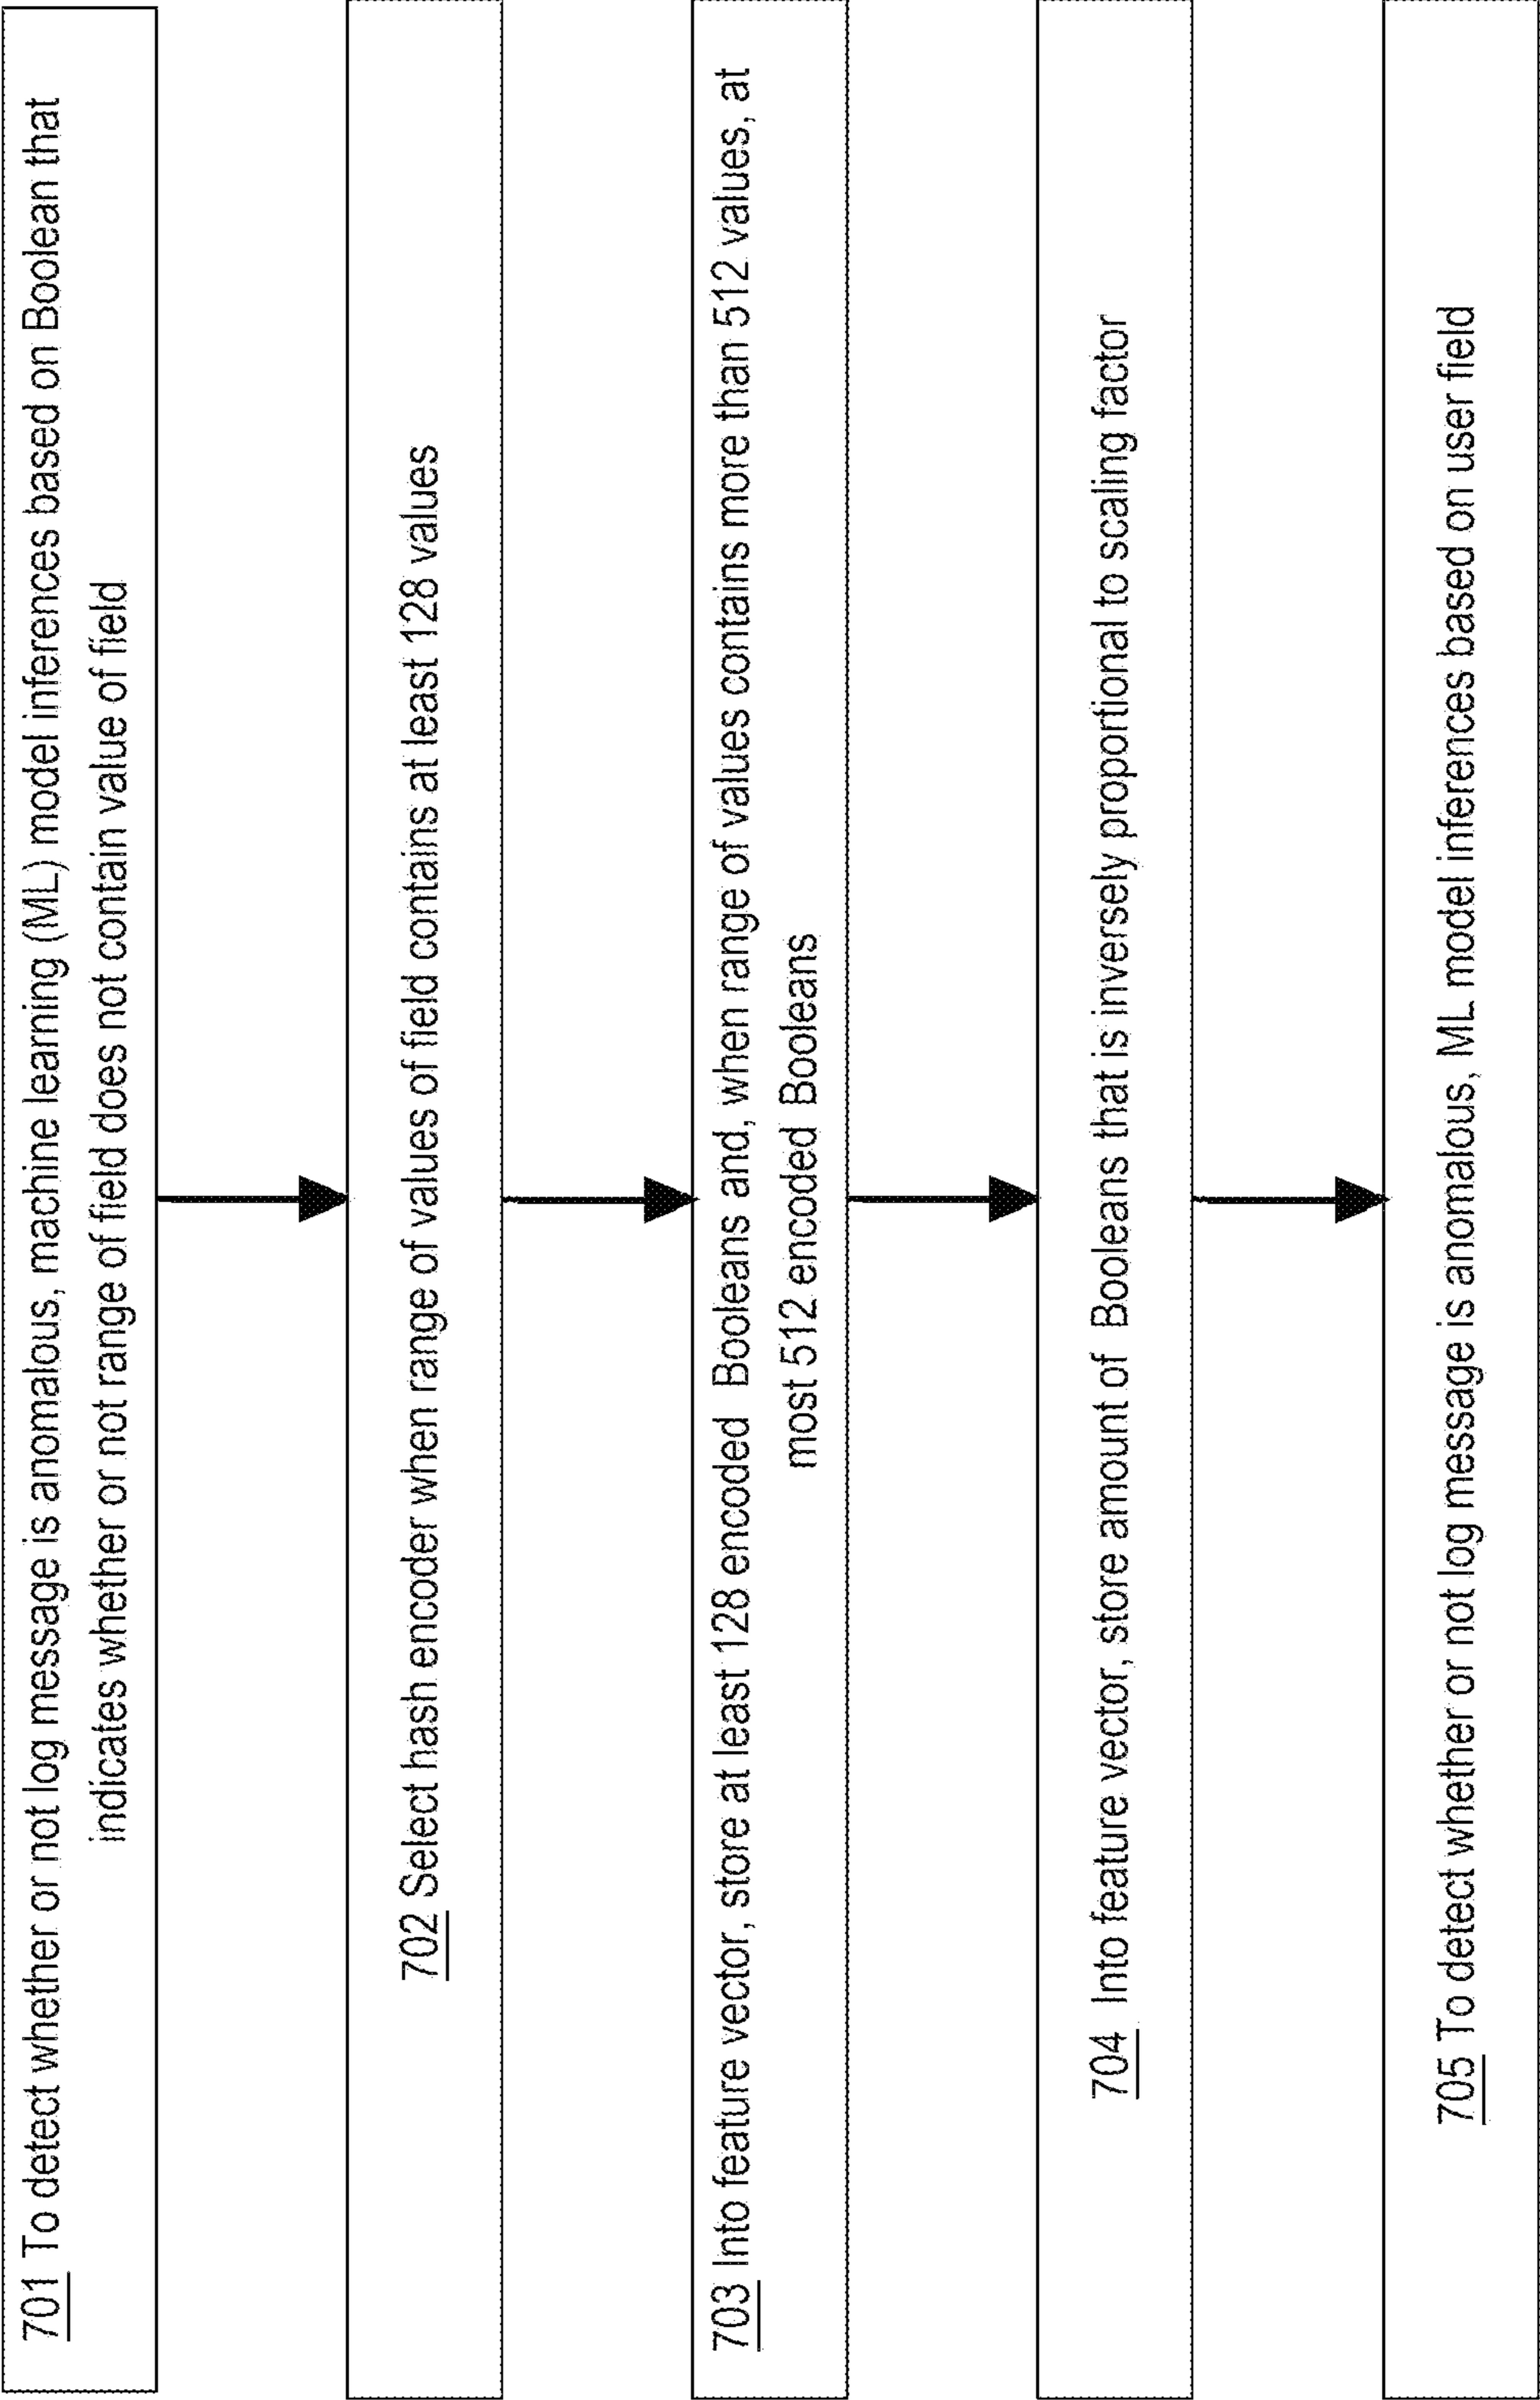 701 To detect whether or not log message is anomalous, machine learning (ML) model inferences based on Boolean that
indicates whether or not range of field does not contain value of field
702 Select hash encoder when range of values of field contains at least 128 values
703 Into feature vector, store at least 128 encoded Booleans and, when range of values contains more than 512 values, at
most 512 encoded Booleans
704 Into feature vector, store amount of Booleans that is inversely proportional to scaling factor
705 To detect whether or not log message is anomalous, ML model inferences based on user field